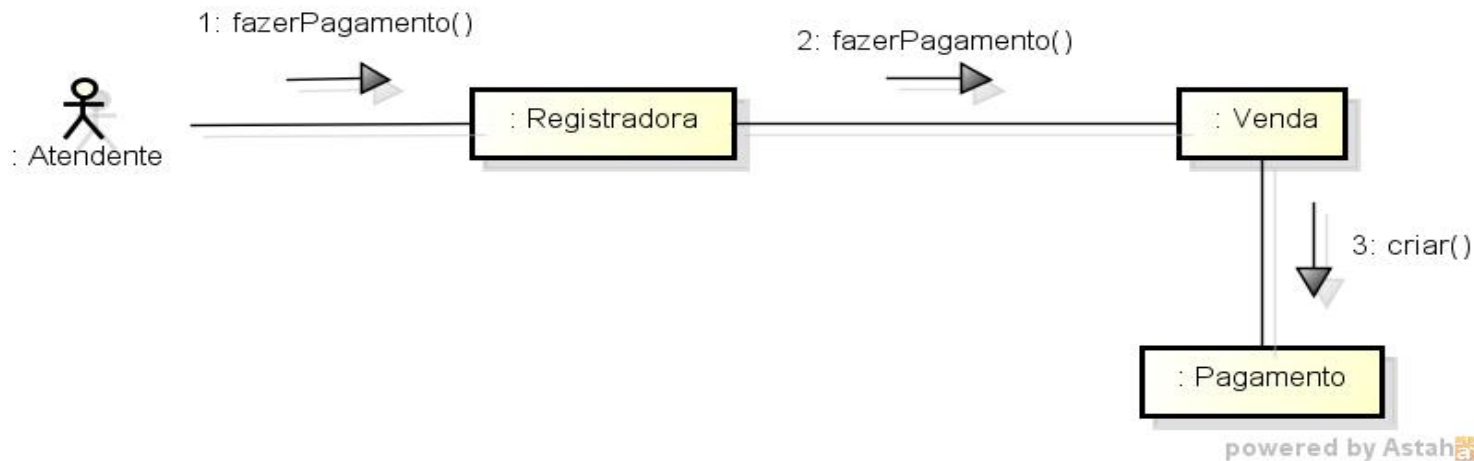 1: fazerPagamento()
2: fazerPagamento()
: Registradora
: Venda
: Atendente
3: criar()
: Pagamento
powered by Astah